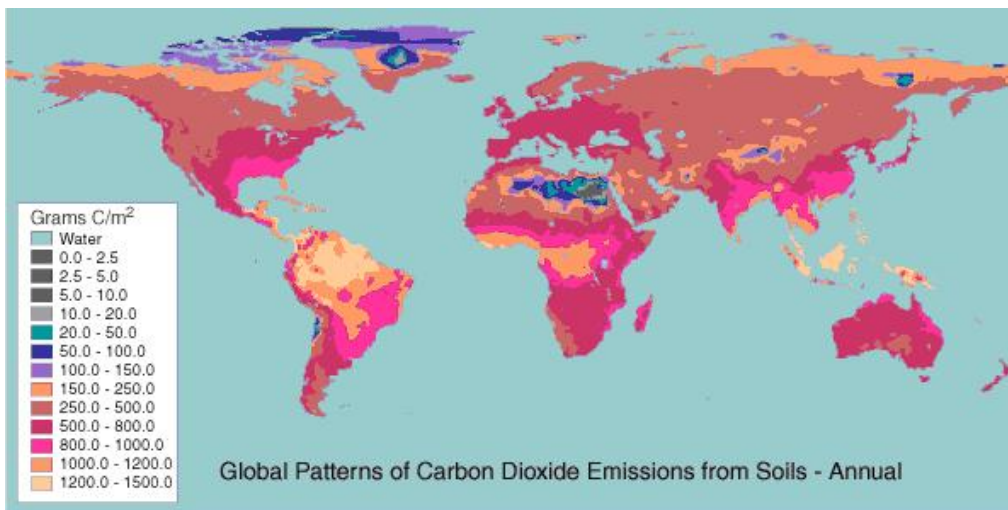 Grams C/m²
Water
0.0 - 2.5
2.5 - 5.0
5.0 - 10.0
10.0 - 20.0
20.0 - 50.0
50.0 - 100.0
100.0 - 150.0
150.0 - 250.0
250.0 - 500.0
500.0 - 800.0
800.0 - 1000.0
1000.0 - 1200.0
1200.0 - 1500.0
Global Patterns of Carbon Dioxide Emissions from Soils - Annual